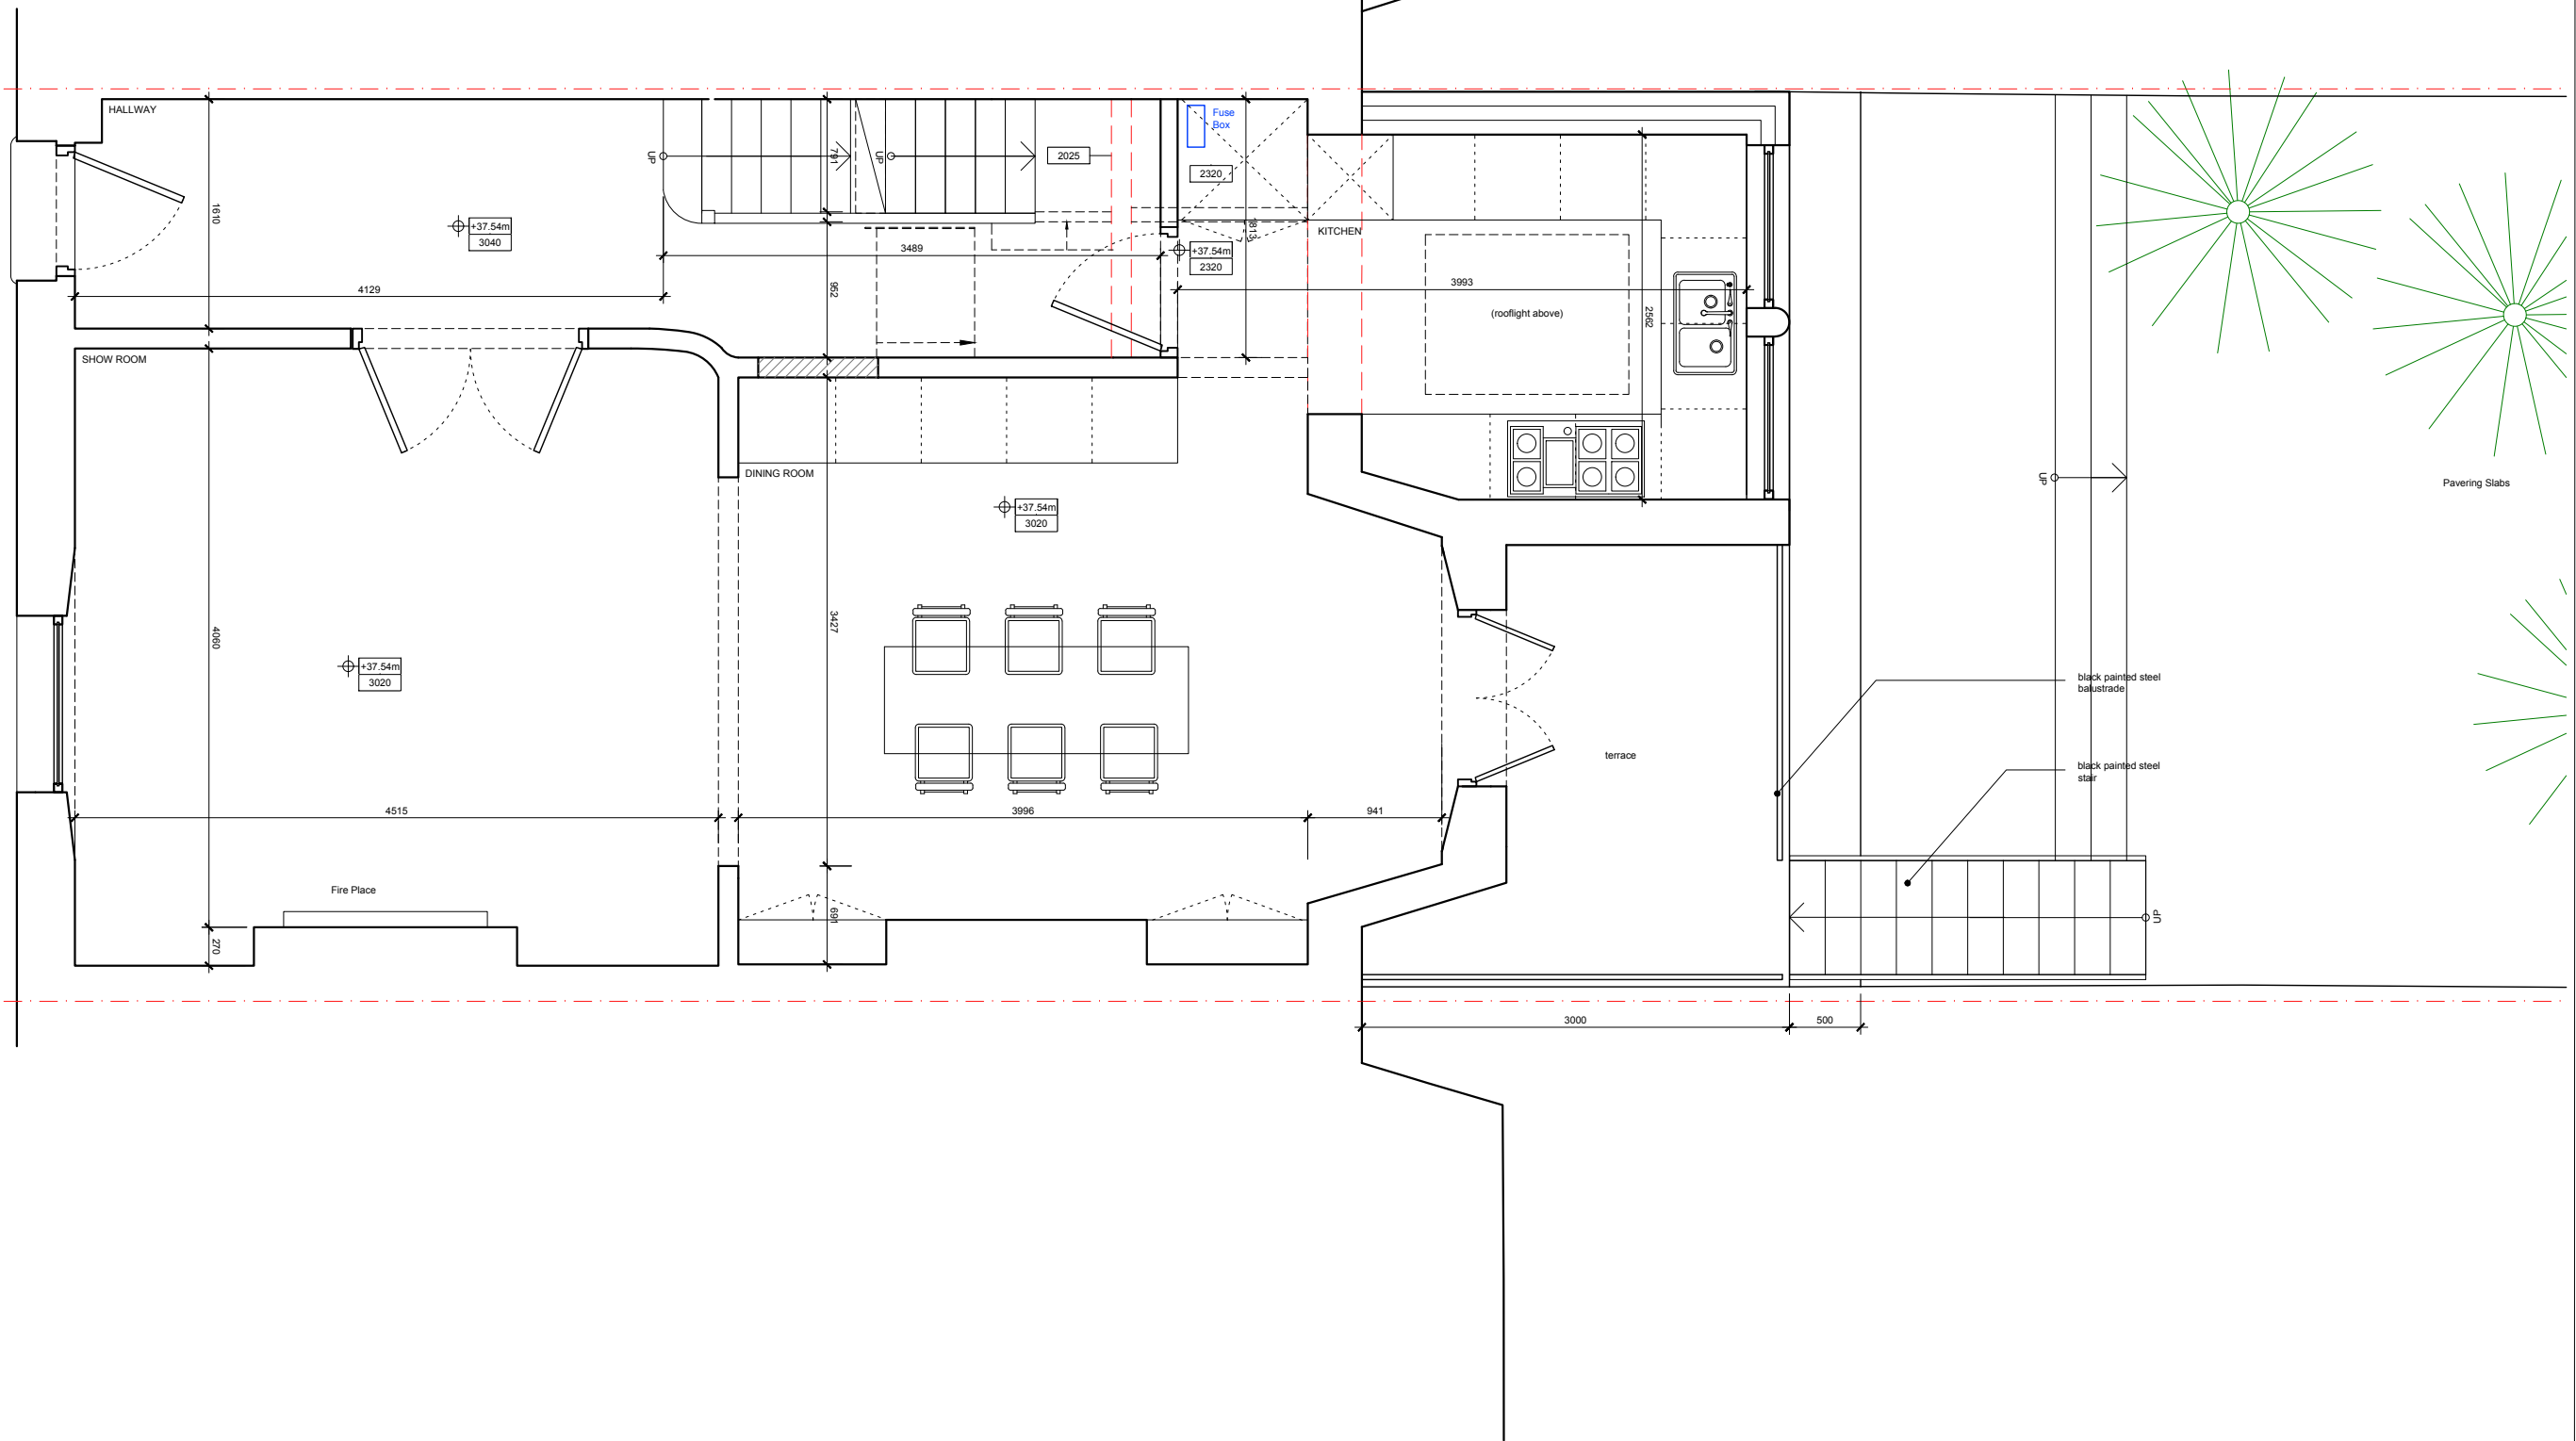 HALLWAY
Fuse
Box
UP
791
UP
2025
2320
1610
+37.54m
3040
KITCHEN
1813
3489
+37.54m
2320
4129
952
3993
(rooflight above)
2562
SHOW ROOM
DINING ROOM
UP
Pavering Slabs
+37.54m
3020
4060
3427
+37.54m
3020
black painted steel
balustrade
terrace
black painted steel
stair
4515
3996
941
Fire Place
691
UP
270
3000
500